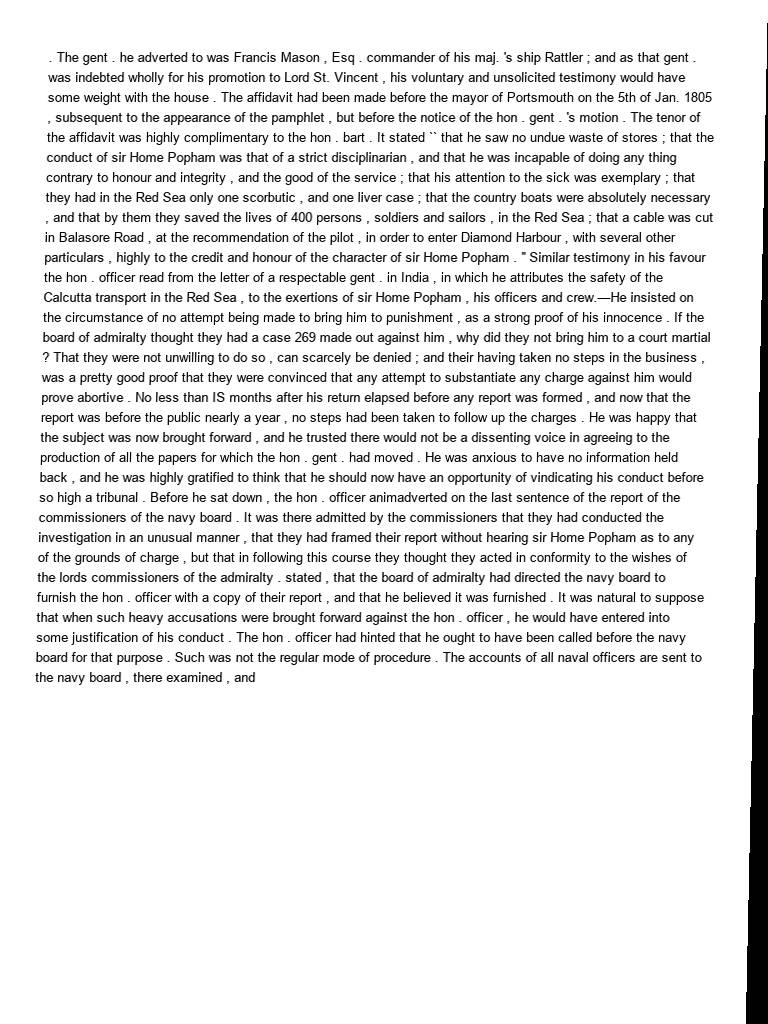 . The gent . he adverted to was Francis Mason , Esq . commander of his maj. 's ship Rattler ; and as that gent .
was indebted wholly for his promotion to Lord St. Vincent , his voluntary and unsolicited testimony would have
some weight with the house . The affidavit had been made before the mayor of Portsmouth on the 5th of Jan. 1805
, subsequent to the appearance of the pamphlet , but before the notice of the hon . gent . 's motion . The tenor of
the affidavit was highly complimentary to the hon . bart . It stated `` that he saw no undue waste of stores ; that the
conduct of sir Home Popham was that of a strict disciplinarian , and that he was incapable of doing any thing
contrary to honour and integrity , and the good of the service ; that his attention to the sick was exemplary ; that
they had in the Red Sea only one scorbutic , and one liver case ; that the country boats were absolutely necessary
, and that by them they saved the lives of 400 persons , soldiers and sailors , in the Red Sea ; that a cable was cut
in Balasore Road , at the recommendation of the pilot , in order to enter Diamond Harbour , with several other
particulars , highly to the credit and honour of the character of sir Home Popham . " Similar testimony in his favour
the hon . officer read from the letter of a respectable gent . in India , in which he attributes the safety of the
Calcutta transport in the Red Sea , to the exertions of sir Home Popham , his officers and crew.—He insisted on
the circumstance of no attempt being made to bring him to punishment , as a strong proof of his innocence . If the
board of admiralty thought they had a case 269 made out against him , why did they not bring him to a court martial
? That they were not unwilling to do so , can scarcely be denied ; and their having taken no steps in the business ,
was a pretty good proof that they were convinced that any attempt to substantiate any charge against him would
prove abortive . No less than IS months after his return elapsed before any report was formed , and now that the
report was before the public nearly a year , no steps had been taken to follow up the charges . He was happy that
the subject was now brought forward , and he trusted there would not be a dissenting voice in agreeing to the
production of all the papers for which the hon . gent . had moved . He was anxious to have no information held
back , and he was highly gratified to think that he should now have an opportunity of vindicating his conduct before
so high a tribunal . Before he sat down , the hon . officer animadverted on the last sentence of the report of the
commissioners of the navy board . It was there admitted by the commissioners that they had conducted the
investigation in an unusual manner , that they had framed their report without hearing sir Home Popham as to any
of the grounds of charge , but that in following this course they thought they acted in conformity to the wishes of
the lords commissioners of the admiralty . stated , that the board of admiralty had directed the navy board to
furnish the hon . officer with a copy of their report , and that he believed it was furnished . It was natural to suppose
that when such heavy accusations were brought forward against the hon . officer , he would have entered into
some justification of his conduct . The hon . officer had hinted that he ought to have been called before the navy
board for that purpose . Such was not the regular mode of procedure . The accounts of all naval officers are sent to
the navy board , there examined , and